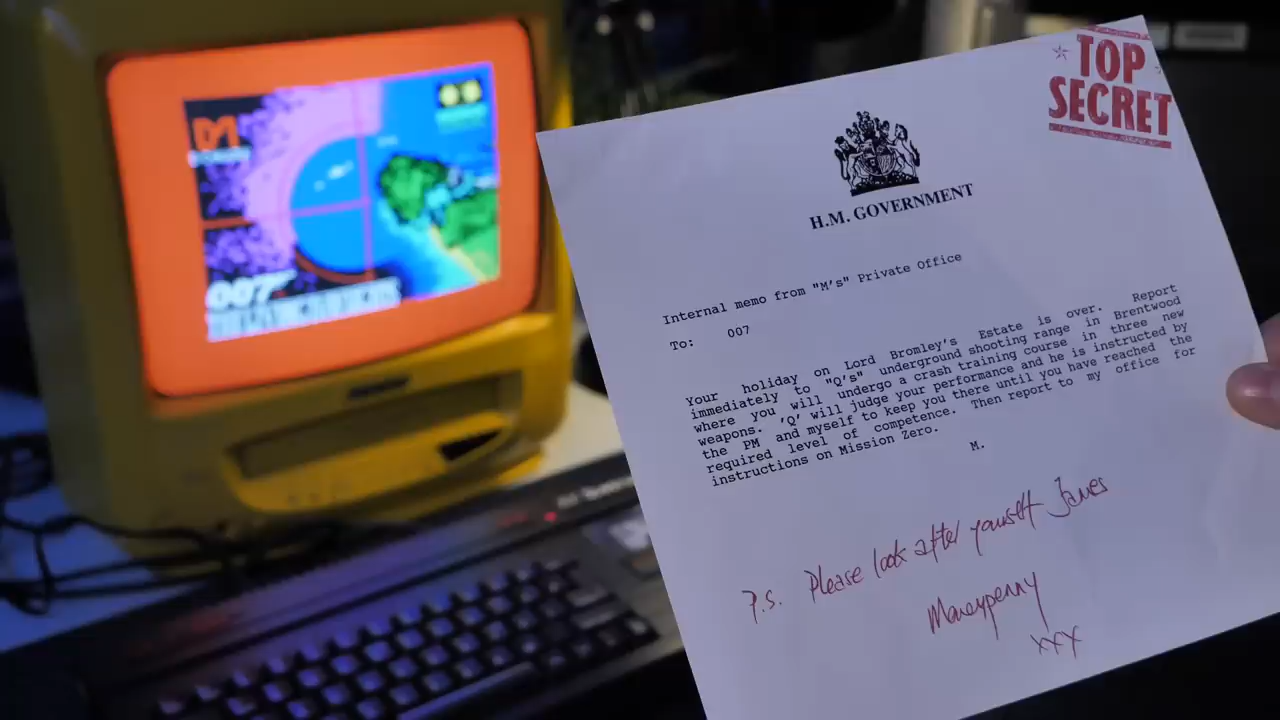 TOP
SECRET
H.M. GOVERNMENT
Internal memo from "M's" Private Office
To: 007
Your holiday on Lord Bromley's Estate is over. Report
immediately to "Q's" underground shooting range in Brentwood
where you will undergo a crash training course in three new
weapons. 'Q' will judge your performance and he is instructed by
the PM and myself to keep you there until you have reached the
required level of competence. Then report to my office for
instructions on Mission Zero.
M.
P.S. Please look after yourself James
Moneypenny
xxx
007